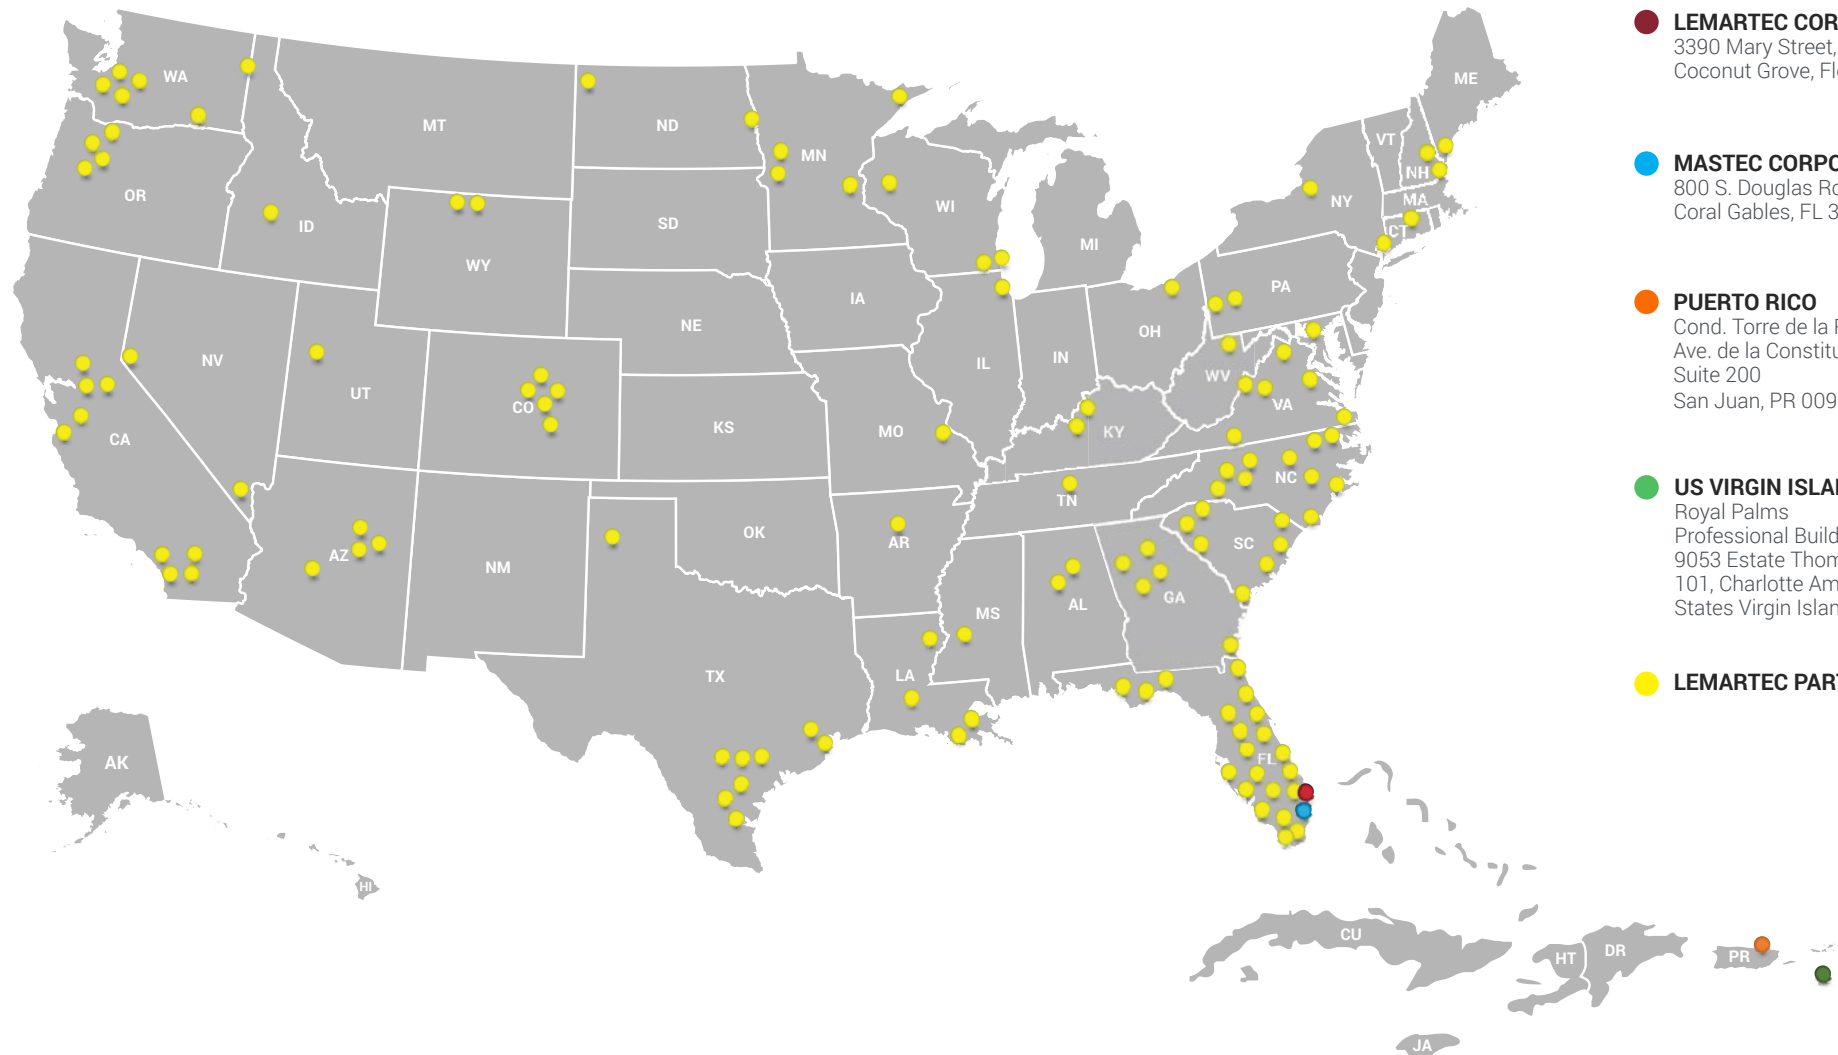 WA
MT
ND
MN
OR
ID
WY
SD
WI
MI
NY
VT
NH
ME
MA
CT
NV
UT
CO
NE
IA
IL
IN
OH
PA
CA
KS
MO
KY
WV
VA
AZ
NM
OK
AR
TN
NC
SC
TX
LA
MS
AL
GA
FL
AK
HI
CU
HT
DR
PR
JA
LEMARTEC COR
3390 Mary Street,
Coconut Grove, Fl
MASTEC CORPO
800 S. Douglas Ro
Coral Gables, FL 3
PUERTO RICO
Cond. Torre de la
Ave. de la Constitu
Suite 200
San Juan, PR 009
US VIRGIN ISLA
Royal Palms
Professional Build
9053 Estate Thom
101, Charlotte Am
States Virgin Islan
LEMARTEC PART